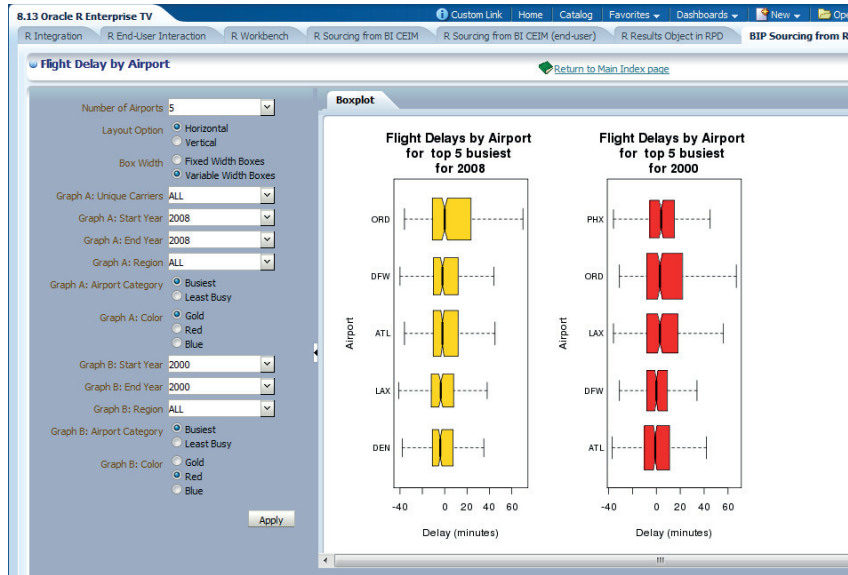 8.13 Oracle R Enterprise TV
Custom Link Home Catalog Favorites Dashboards New Ope
R Integration R End-User Interaction R Workbench R Sourcing from BI CEIM R Sourcing from BI CEIM (end-user) R Results Object in RPD BIP Sourcing from R
Flight Delay by Airport
Return to Main Index page
Number of Airports 5
Layout Option Horizontal
Vertical
Box Width Fixed Width Boxes
Variable Width Boxes
Graph A: Unique Carriers ALL
Graph A: Start Year 2008
Graph A: End Year 2008
Graph A: Region ALL
Graph A: Airport Category Busiest
Least Busy
Graph A: Color Gold
Red
Blue
Graph B: Start Year 2000
Graph B: End Year 2000
Graph B: Region ALL
Graph B: Airport Category Busiest
Least Busy
Graph B: Color Gold
Red
Blue
Apply
Boxplot
Flight Delays by Airport
for top 5 busiest
for 2008
ORD
DFW
ATL
LAX
DEN
Airport
-40 0 20 40 60
Delay (minutes)
Flight Delays by Airport
for top 5 busiest
for 2000
PHX
ORD
LAX
DFW
ATL
Airport
-40 0 20 40 60
Delay (minutes)